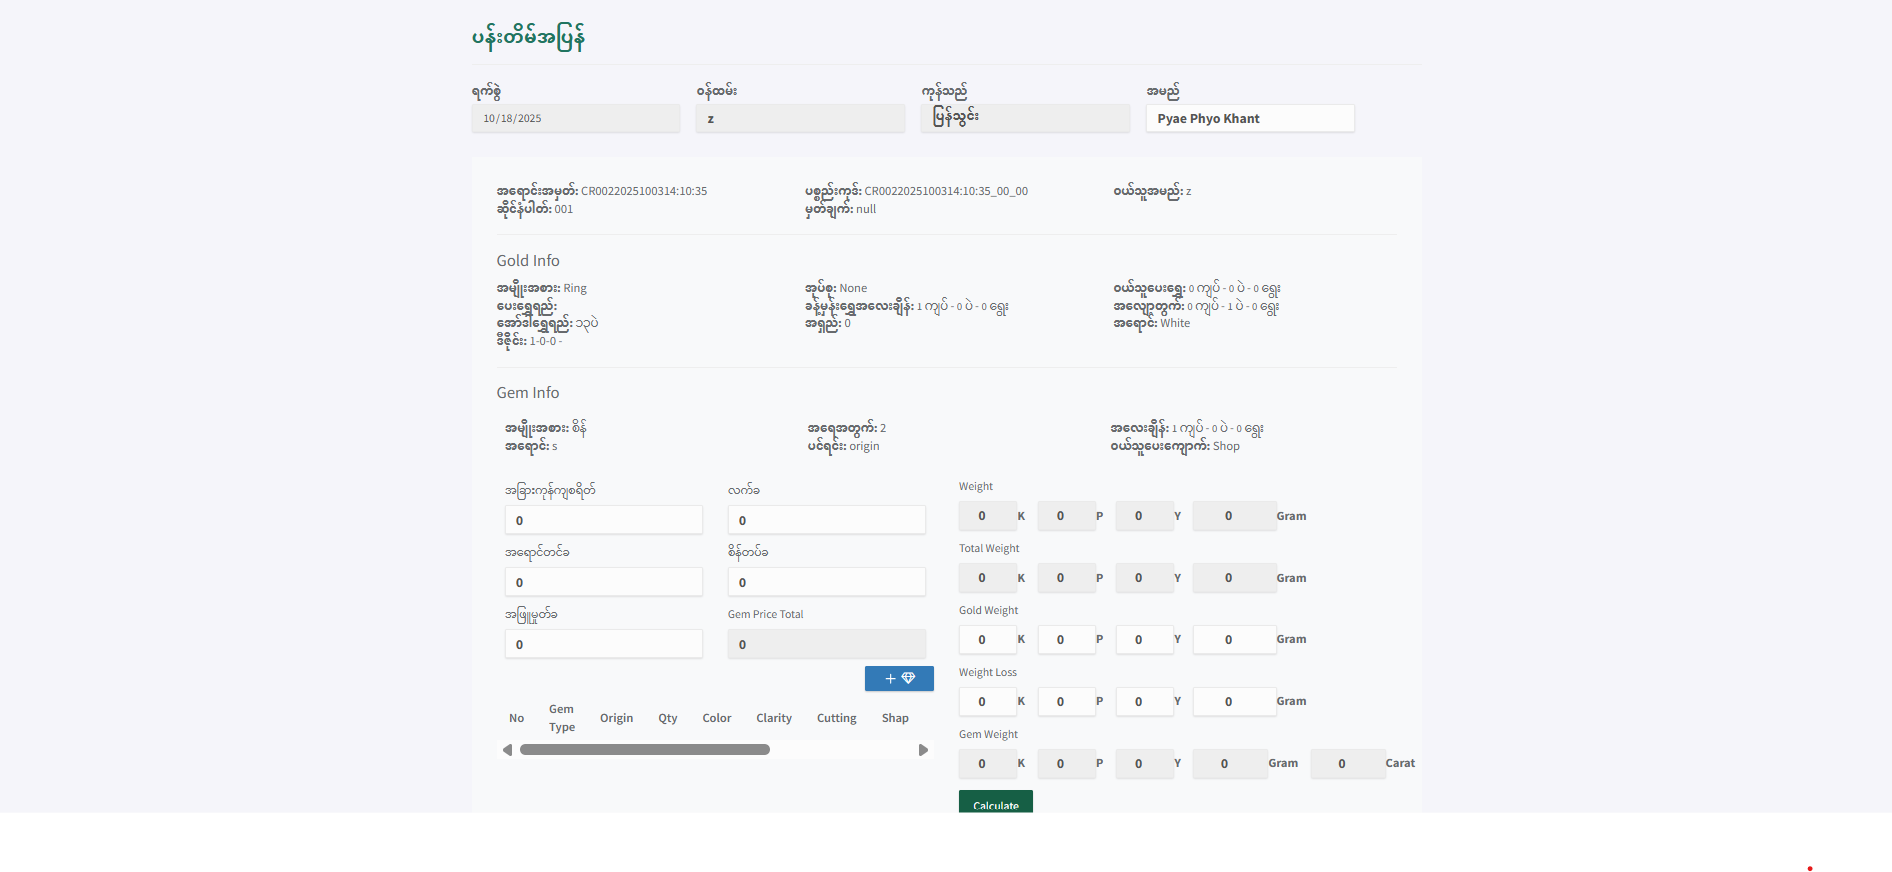 ပန်းတိမ်အပြန်
ရက်စွဲ ဝန်ထမ်း ကုန်သည် အမည်
10/18/2025 z ပြန်သွင်း Pyae Phyo Khant
အရောင်းအမှတ်: CR0022025100314:10:35 ပစ္စည်းကုဒ်: CR0022025100314:10:35_00_00 ဝယ်သူအမည်: z
ဆိုင်နံပါတ်: 001 မှတ်ချက်: null
Gold Info
အမျိုးအစား: Ring အုပ်စု: None ဝယ်သူပေးရွှေ: 0 ကျပ် - 0 ပဲ - 0 ရွေး
ပေးရွှေရည်: ခန့်မှန်းရွှေအလေးချိန်: 1 ကျပ် - 0 ပဲ - 0 ရွေး အလျော့တွက်: 0 ကျပ် - 1 ပဲ - 0 ရွေး
အော်ဒါရွှေရည်: ၁၃ပဲ အရှည်: 0 အရောင်: White
ဒီဇိုင်း: 1-0-0 -
Gem Info
အမျိုးအစား: စိန် အရေအတွက်: 2 အလေးချိန်: 1 ကျပ် - 0 ပဲ - 0 ရွေး
အရောင်: s ပင်ရင်း: origin ဝယ်သူပေးကျောက်: Shop
အခြားကုန်ကျစရိတ် လက်ခ Weight
0 0 0 K 0 P 0 Y 0 Gram
အရောင်တင်ခ စိန်တပ်ခ Total Weight
0 0 0 K 0 P 0 Y 0 Gram
အဖြူမှုတ်ခ Gem Price Total Gold Weight
0 0 0 K 0 P 0 Y 0 Gram
Weight Loss
0 K 0 P 0 Y 0 Gram
No Gem Type Origin Qty Color Clarity Cutting Shap
Gem Weight
0 K 0 P 0 Y 0 Gram 0 Carat
Calculate